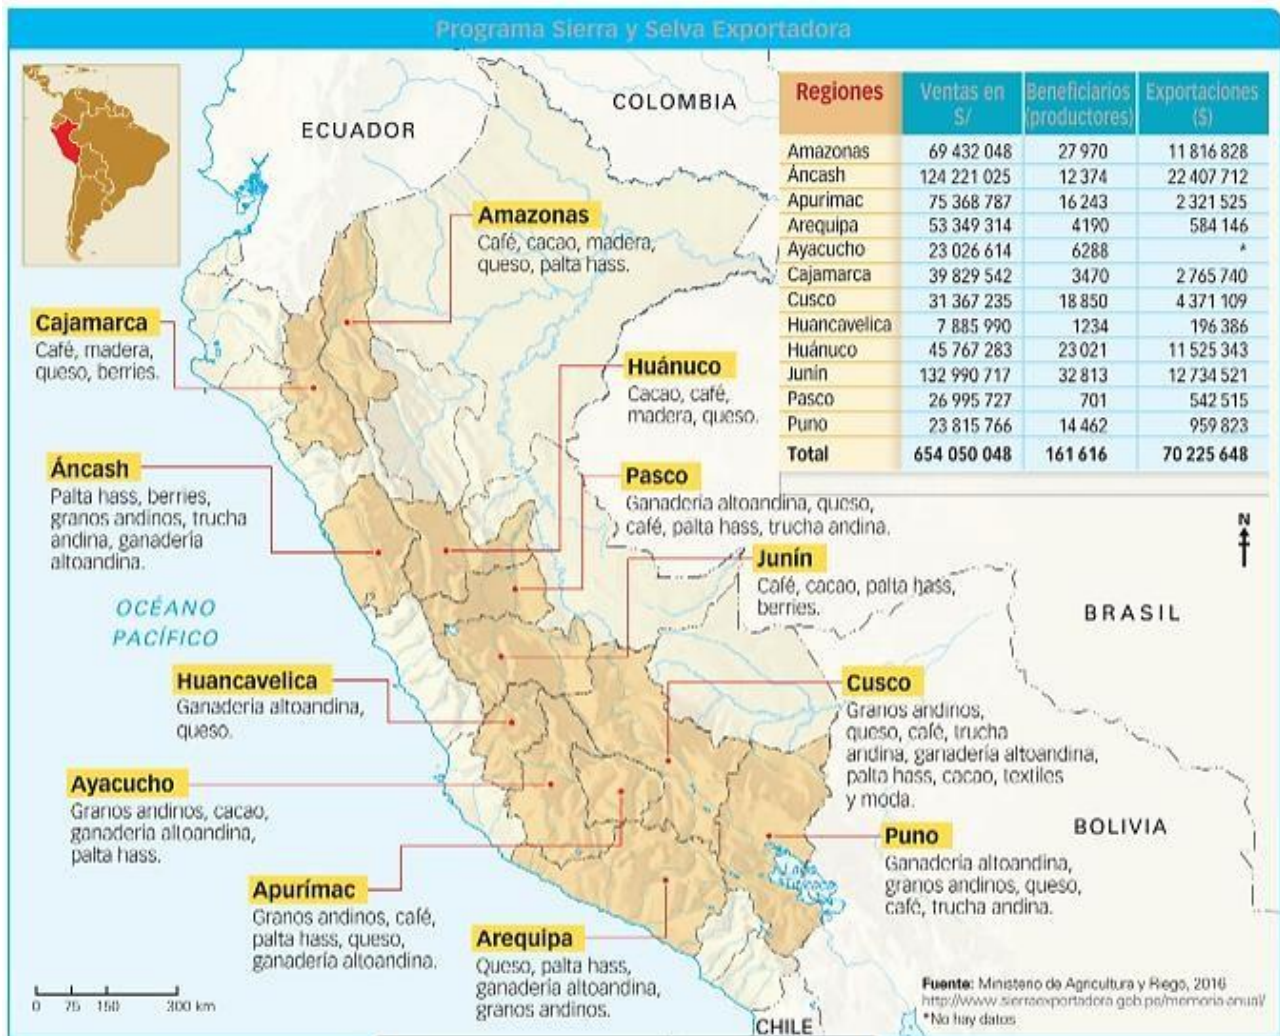 Programa Sierra y Selva Exportadora
ECUADOR
COLOMBIA
Regiones Ventas en S/ Beneficiarios (productores) Exportaciones ($)
Amazonas 69 432 048 27 970 11 816 828
Áncash 124 221 025 12 374 22 407 712
Apurimac 75 368 787 16 243 2 321 525
Arequipa 53 349 314 4190 584 146
Ayacucho 23 026 614 6288 *
Cajamarca 39 829 542 3470 2 765 740
Cusco 31 367 235 18 850 4 371 109
Huancavelica 7 885 990 1234 196 386
Huánuco 45 767 283 23 021 11 525 343
Junín 132 990 717 32 813 12 734 521
Pasco 26 995 727 701 542 515
Puno 23 815 766 14 462 959 823
Total 654 050 048 161 616 70 225 648
Amazonas
Café, cacao, madera,
queso, palta hass.
Cajamarca
Café, madera,
queso, berries.
Huánuco
Cacao, café,
madera, queso.
Áncash
Palta hass, berries,
granos andinos, trucha
andina, ganadería
altoandina.
Pasco
Ganadería altoandina, queso,
café, palta hass, trucha andina.
Junín
Café, cacao, palta hass,
berries.
N
OCÉANO
PACÍFICO
BRASIL
Huancavelica
Ganadería altoandina,
queso.
Cusco
Granos andinos,
queso, café, trucha
andina, ganadería altoandina,
palta hass, cacao, textiles
y moda.
Ayacucho
Granos andinos, cacao,
ganadería altoandina,
palta hass.
BOLIVIA
Puno
Ganadería altoandina,
granos andinos, queso,
café, trucha andina.
Lago
Titicaca
Apurímac
Granos andinos, café,
palta hass, queso,
ganadería altoandina.
Arequipa
Queso, palta hass,
ganadería altoandina,
granos andinos.
0 75 150 300 km
CHILE
Fuente: Ministerio de Agricultura y Riego, 2016
http://www.sierraexportadora.gob.pe/memoria-anual/
*No hay datos